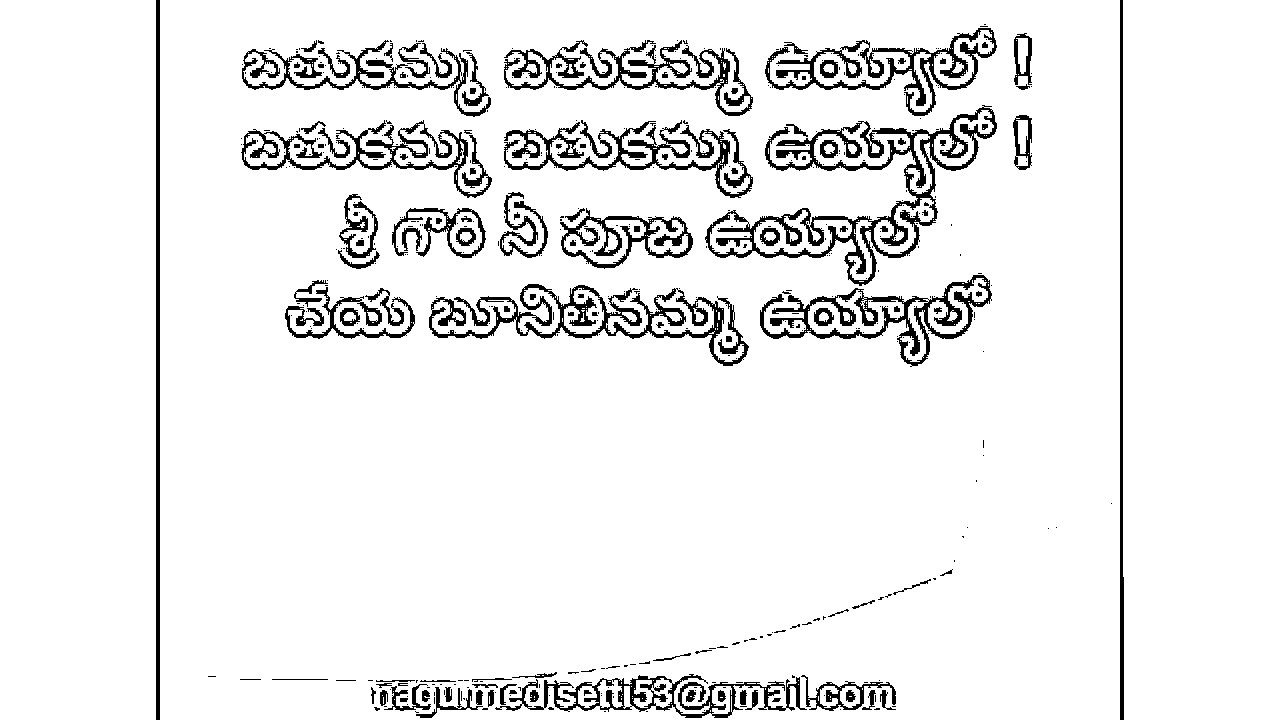 బతుకమ్మ బతుకమ్మ ఉయ్యాలో !
బతుకమ్మ బతుకమ్మ ఉయ్యాలో !
శ్రీ గౌరి నీ పూజ ఉయ్యాలో
చేయ బూనితినమ్మ ఉయ్యాలో
nagumedisetti53@gmail.com